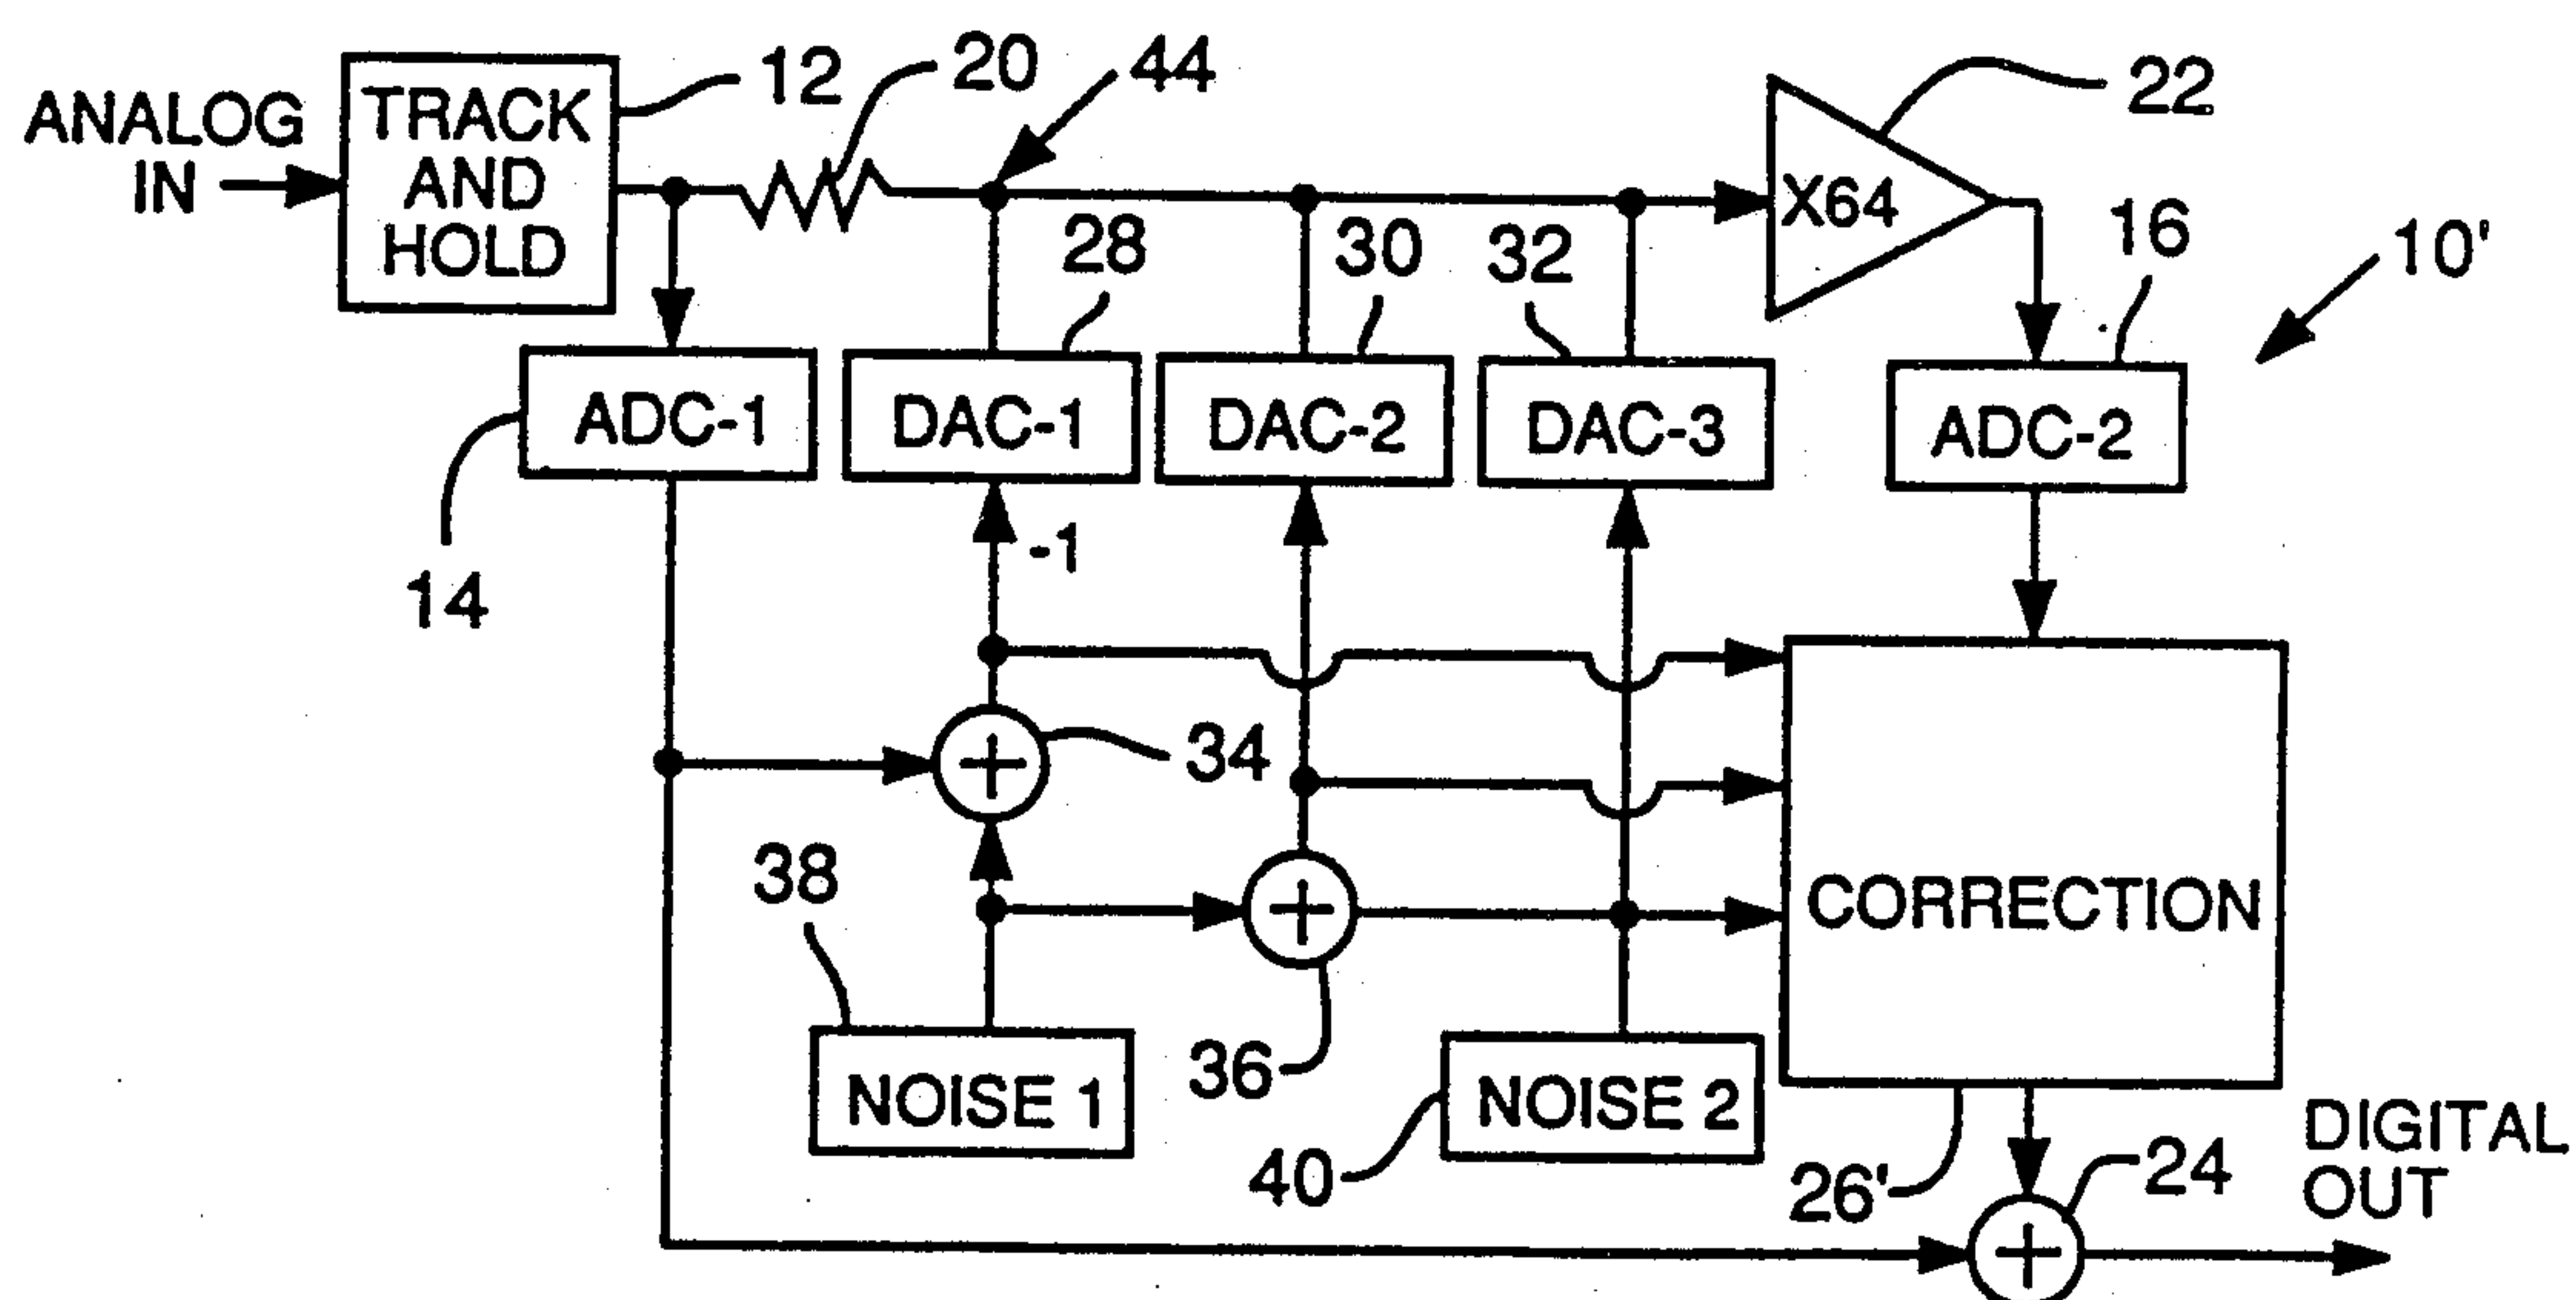 12
20
44
22
ANALOG
IN
TRACK
AND
HOLD
X64
28
30
32
16
10'
ADC-1
DAC-1
DAC-2
DAC-3
ADC-2
-1
14
34
38
CORRECTION
36
NOISE 1
NOISE 2
40
26'
24
DIGITAL
OUT